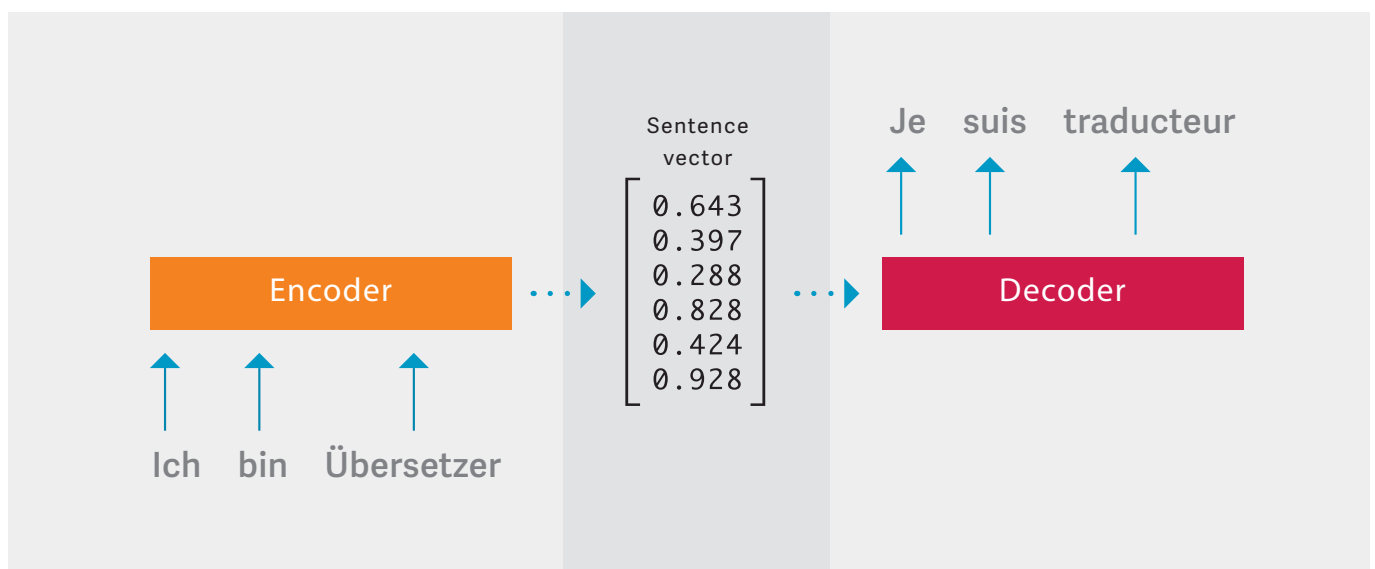 Ich bin Übersetzer
Encoder
Sentence
vector
0.643
0.397
0.288
0.828
0.424
0.928
Decoder
Je suis traducteur